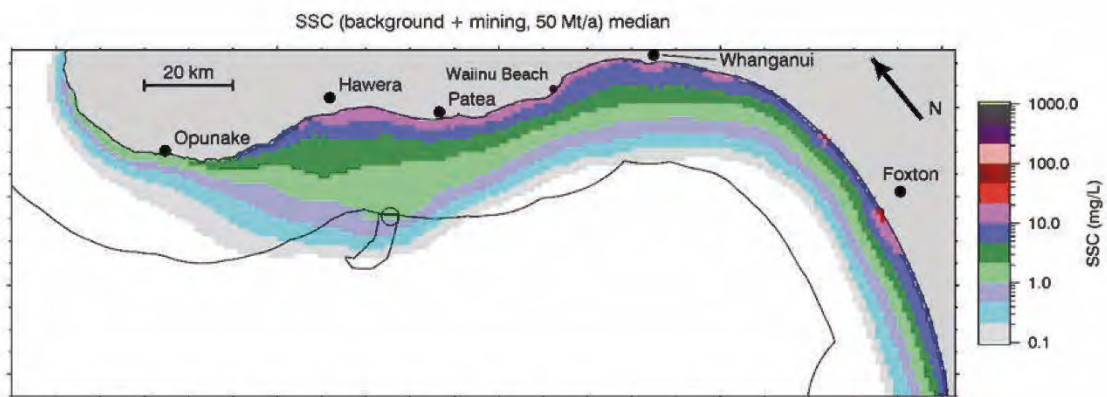 SSC (background + mining, 50 Mt/a) median
20 km
Hawera
Waiinu Beach
Whanganui
Patea
Opunake
N
Foxton
1000.0
100.0
10.0
1.0
0.1
SSC (mg/L)